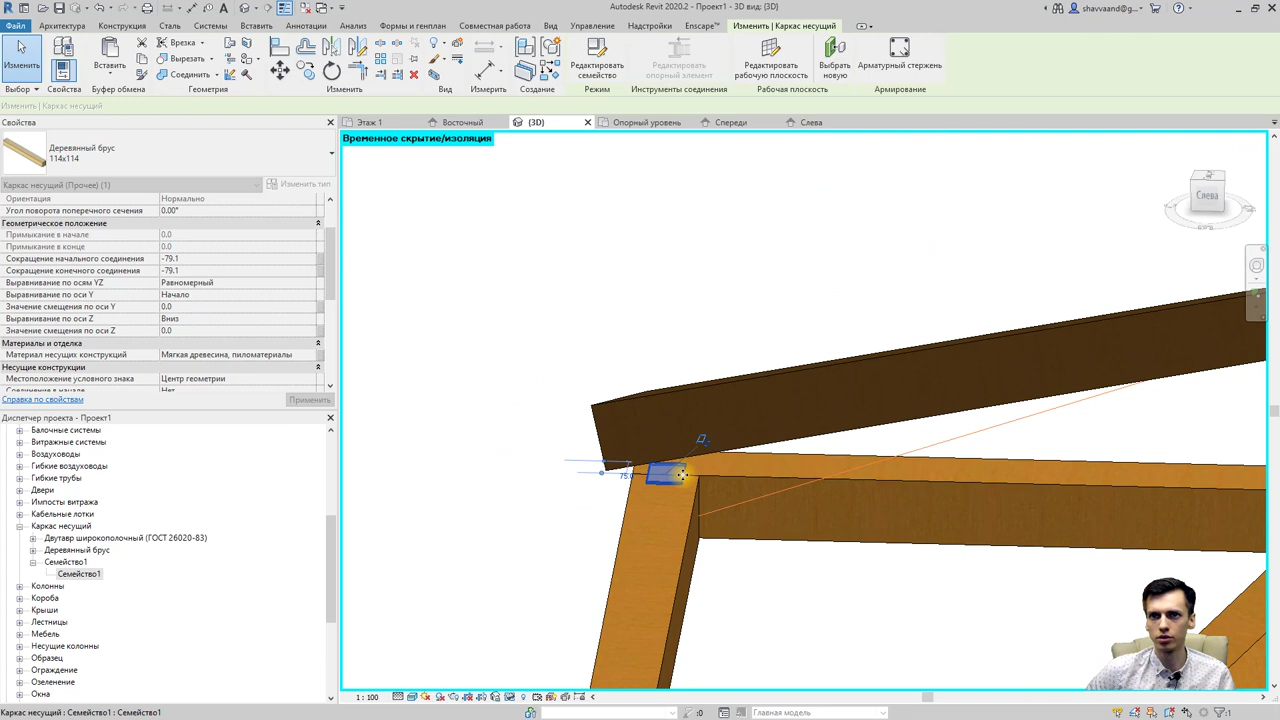 Autodesk Revit 2020.2 - Проект1 - 3D вид: {3D}
shavvaand@g...
Файл Архитектура Конструкция Сталь Системы Вставить Аннотации Анализ Формы и генплан Совместная работа Вид Управление Надстройки Enscape™ Изменить | Каркас несущий
Изменить
Вставить
Врезка
Вырезать
Соединить
Редактировать семейство
Редактировать опорный элемент
Редактировать рабочую плоскость
Выбрать новую
Арматурный стержень
Выбор Свойства Буфер обмена Геометрия Изменить Вид Измерить Создание Режим Инструменты соединения Рабочая плоскость Армирование
Изменить | Каркас несущий
Свойства
Этаж 1 Восточный {3D} Опорный уровень Спереди Слева
Временное скрытие/изоляция
Деревянный брус
114x114
Каркас несущий (Прочее) (1) Изменить тип
Ориентация Нормально
Угол поворота поперечного сечения 0.00°
Геометрическое положение
Примыкание в начале 0.0
Примыкание в конце 0.0
Сокращение начального соединения -79.1
Сокращение конечного соединения -79.1
Выравнивание по осям YZ Равномерный
Выравнивание по оси Y Начало
Значение смещения по оси Y 0.0
Выравнивание по оси Z Вниз
Значение смещения по оси Z 0.0
Материалы и отделка
Материал несущих конструкций Мягкая древесина, пиломатериалы
Несущие конструкции
Местоположение условного знака Центр геометрии
Справка по свойствам Применить
Диспетчер проекта - Проект1
Балочные системы
Витражные системы
Воздуховоды
Гибкие воздуховоды
Гибкие трубы
Двери
Импосты витража
Кабельные лотки
Каркас несущий
Двутавр широкополочный (ГОСТ 26020-83)
Деревянный брус
Семейство1
Семейство1
Колонны
Короба
Крыши
Лестницы
Мебель
Несущие колонны
Образец
Ограждение
Озеленение
Окна
Слева
75.0
1 : 100
Каркас несущий : Семейство1 : Семейство1
:0
Главная модель
:1